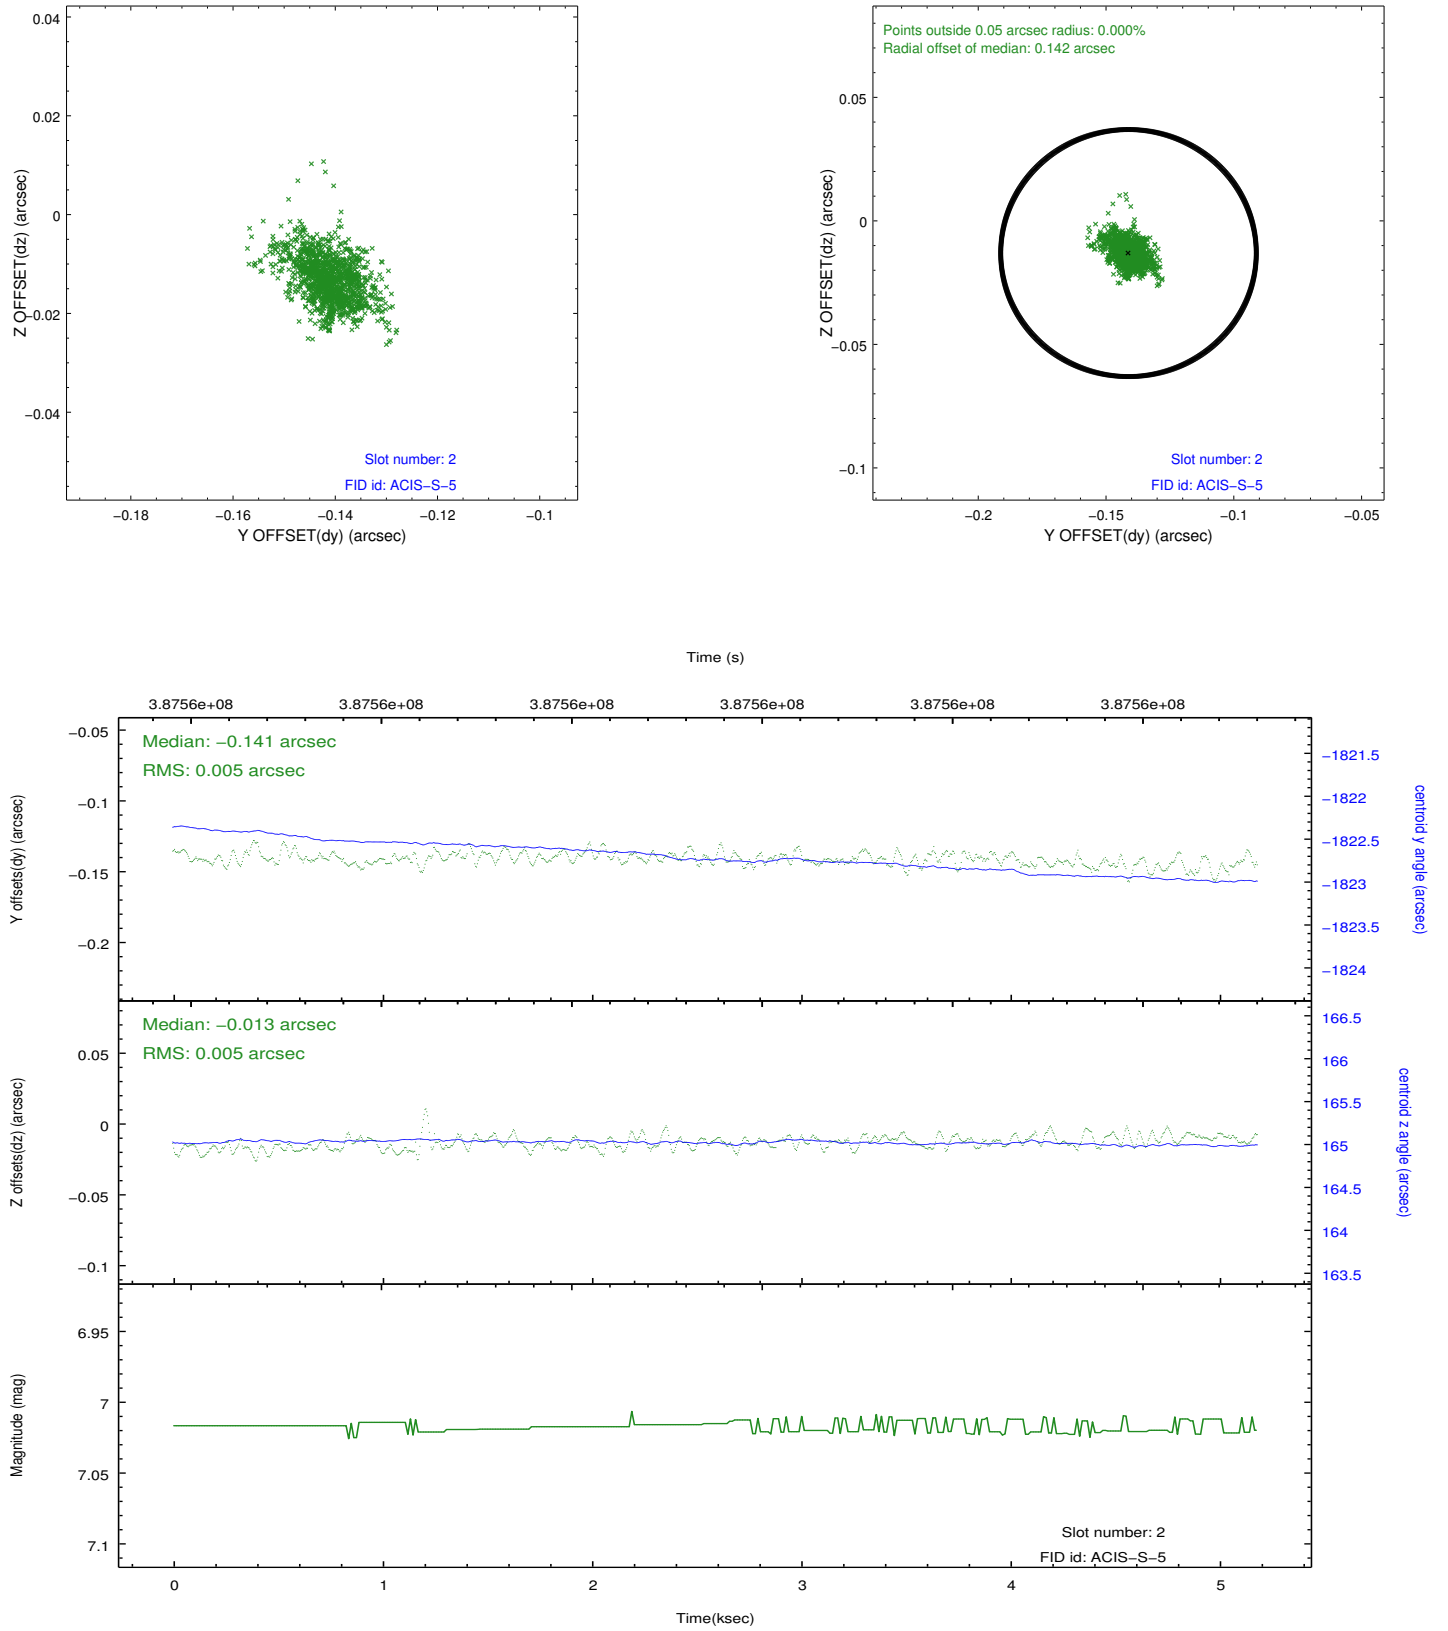 0.04
0.02
0
−0.02
−0.04
Z OFFSET(dz) (arcsec)
Slot number: 2
FID id: ACIS−S−5
−0.18
−0.16
−0.14
−0.12
−0.1
Y OFFSET(dy) (arcsec)
Points outside 0.05 arcsec radius: 0.000%
Radial offset of median: 0.142 arcsec
0.05
0
−0.05
−0.1
Z OFFSET(dz) (arcsec)
Slot number: 2
FID id: ACIS−S−5
−0.2
−0.15
−0.1
−0.05
Y OFFSET(dy) (arcsec)
Time (s)
3.8756e+08
3.8756e+08
3.8756e+08
3.8756e+08
3.8756e+08
3.8756e+08
Median: −0.141 arcsec
RMS: 0.005 arcsec
−0.05
−0.1
−0.15
−0.2
Y offsets(dy) (arcsec)
−1821.5
−1822
−1822.5
−1823
−1823.5
−1824
centroid y angle (arcsec)
Median: −0.013 arcsec
RMS: 0.005 arcsec
0.05
0
−0.05
−0.1
Z offsets(dz) (arcsec)
166.5
166
165.5
165
164.5
164
163.5
centroid z angle (arcsec)
6.95
7
7.05
7.1
Magnitude (mag)
Slot number: 2
FID id: ACIS−S−5
0
1
2
3
4
5
Time(ksec)